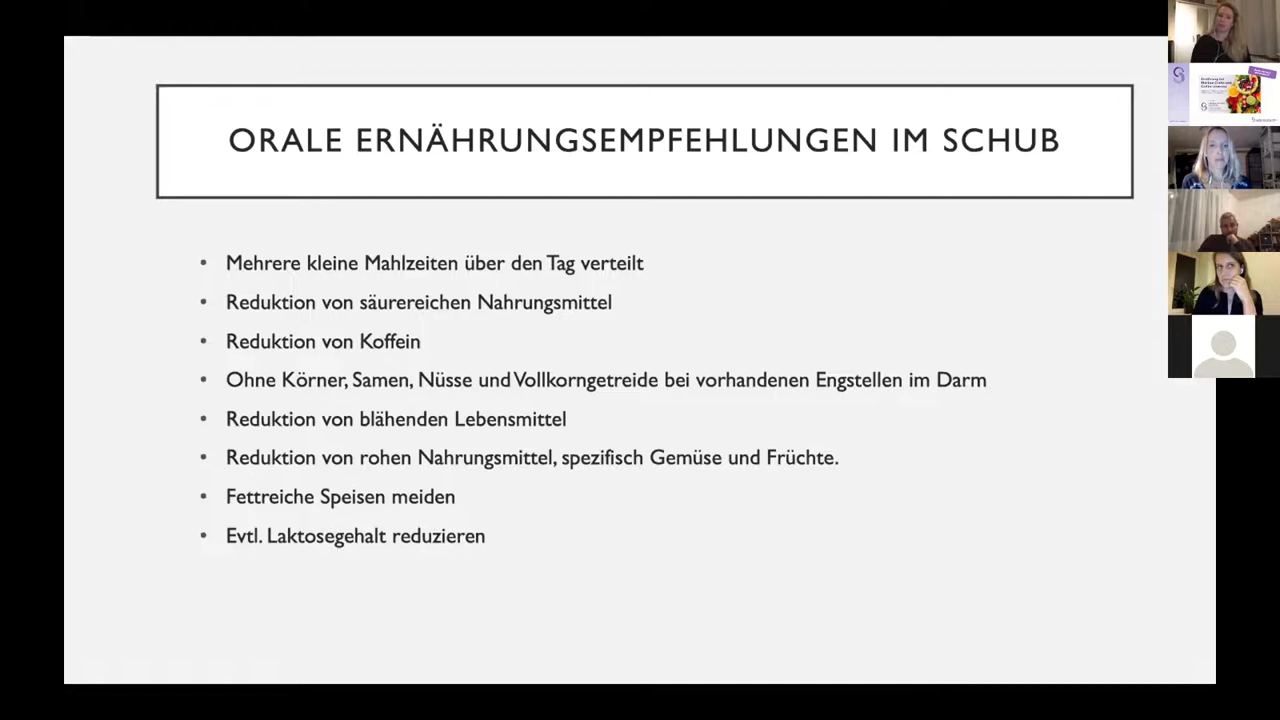 ORALE ERNÄHRUNGSEMPFEHLUNGEN IM SCHUB
• Mehrere kleine Mahlzeiten über den Tag verteilt
• Reduktion von säurereichen Nahrungsmittel
• Reduktion von Koffein
• Ohne Körner, Samen, Nüsse und Vollkorngetreide bei vorhandenen Engstellen im Darm
• Reduktion von blähenden Lebensmittel
• Reduktion von rohen Nahrungsmittel, spezifisch Gemüse und Früchte.
• Fettreiche Speisen meiden
• Evtl. Laktosegehalt reduzieren